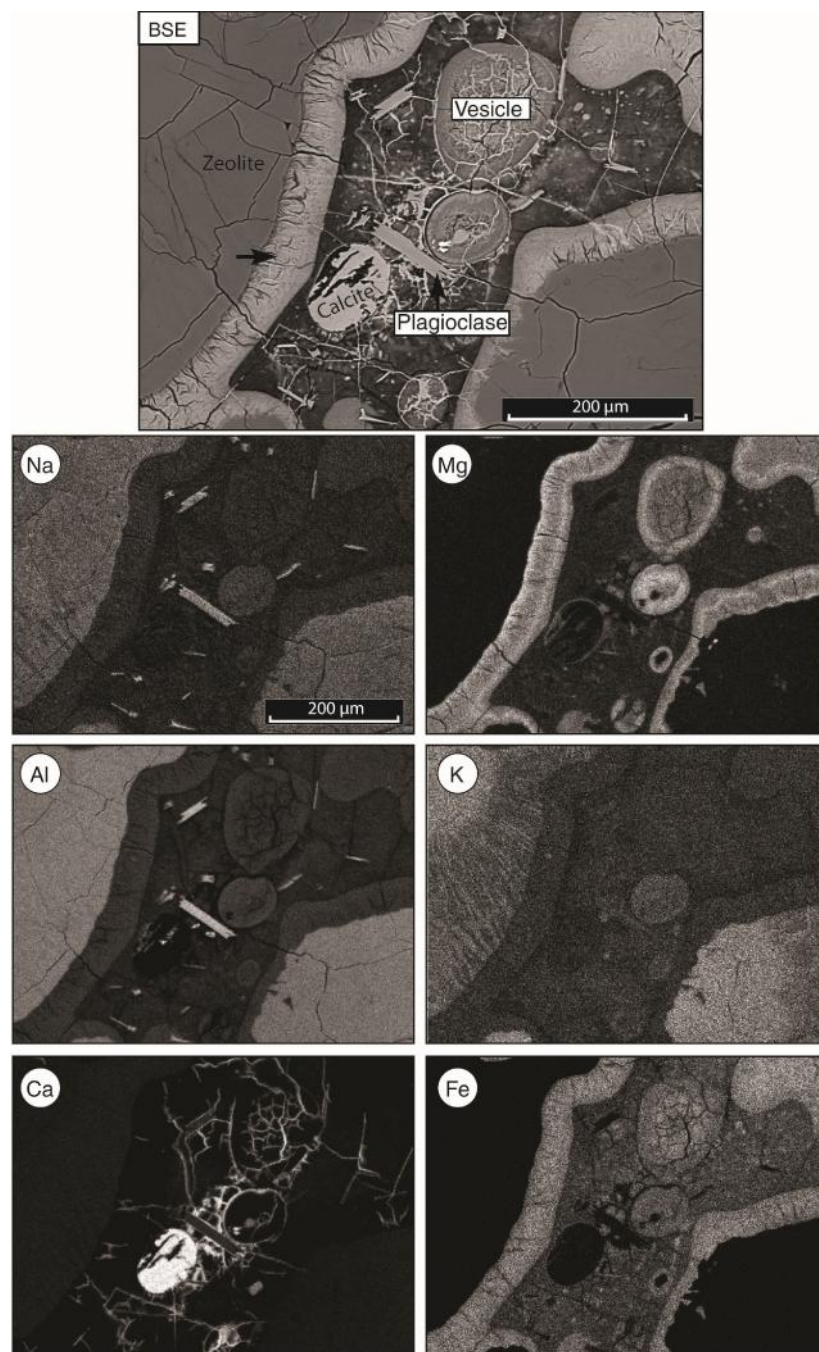 BSE
Vesicle
Zeolite
Calcite
Plagioclase
200 µm
Na
Mg
200 µm
Al
K
Ca
Fe